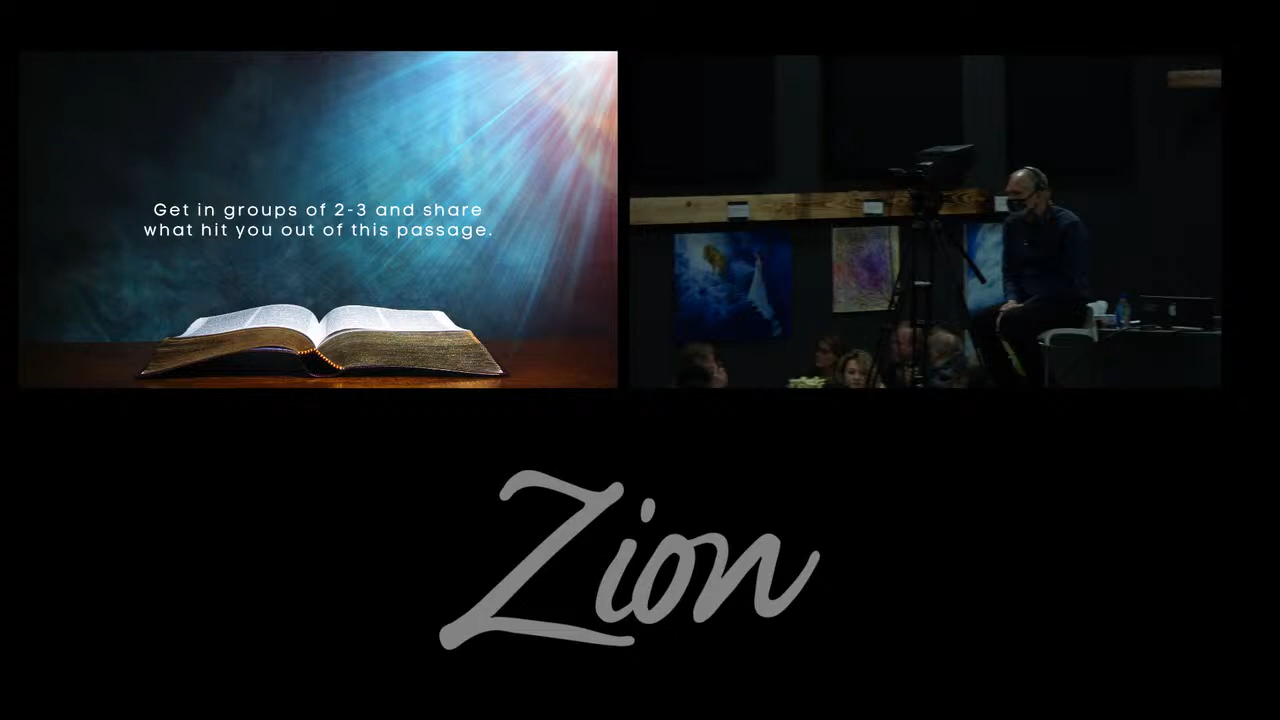 Get in groups of 2-3 and share
what hit you out of this passage.
Zion